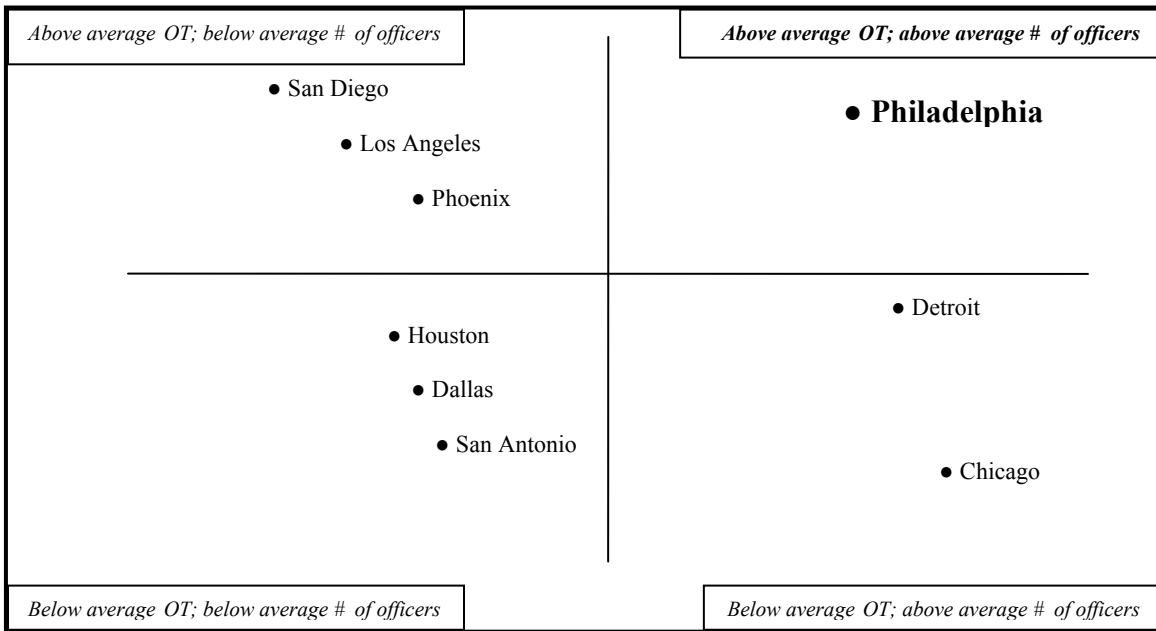 Above average OT; below average # of officers
Above average OT; above average # of officers
● San Diego
● Philadelphia
● Los Angeles
● Phoenix
● Detroit
● Houston
● Dallas
● San Antonio
● Chicago
Below average OT; below average # of officers
Below average OT; above average # of officers